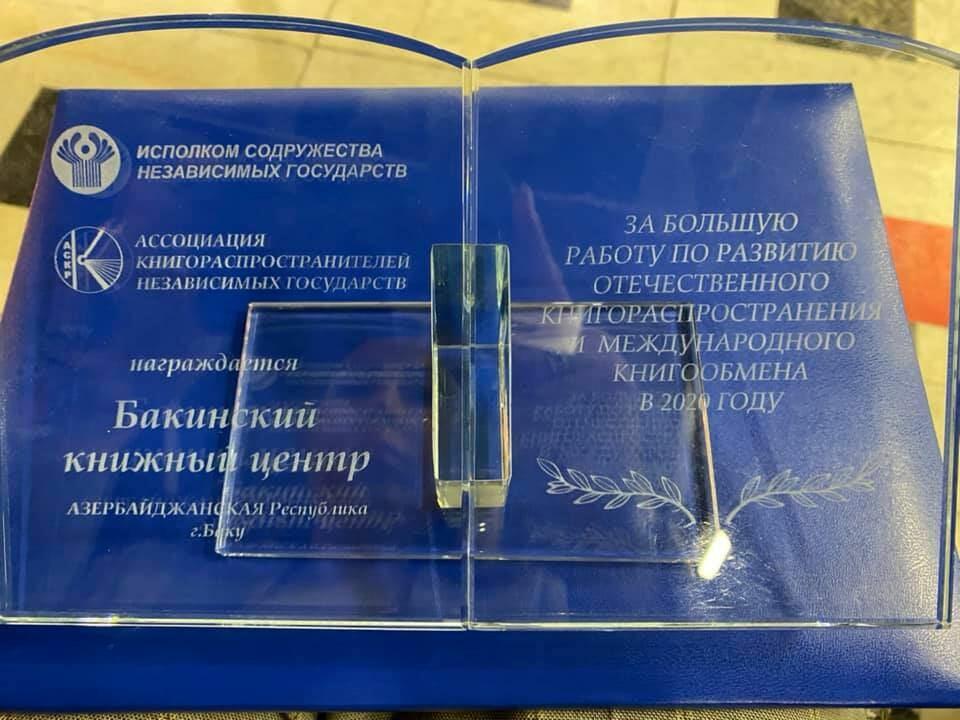 ИСПОЛКОМ СОДРУЖЕСТВА
НЕЗАВИСИМЫХ ГОСУДАРСТВ
АСКР
АССОЦИАЦИЯ
КНИГОРАСПРОСТРАНИТЕЛЕЙ
НЕЗАВИСИМЫХ ГОСУДАРСТВ
награждается
Бакинский
книжный центр
АЗЕРБАЙДЖАНСКАЯ Республика
г.Баку
ЗА БОЛЬШУЮ
РАБОТУ ПО РАЗВИТИЮ
ОТЕЧЕСТВЕННОГО
КНИГОРАСПРОСТРАНЕНИЯ
И МЕЖДУНАРОДНОГО
КНИГООБМЕНА
В 2020 ГОДУ